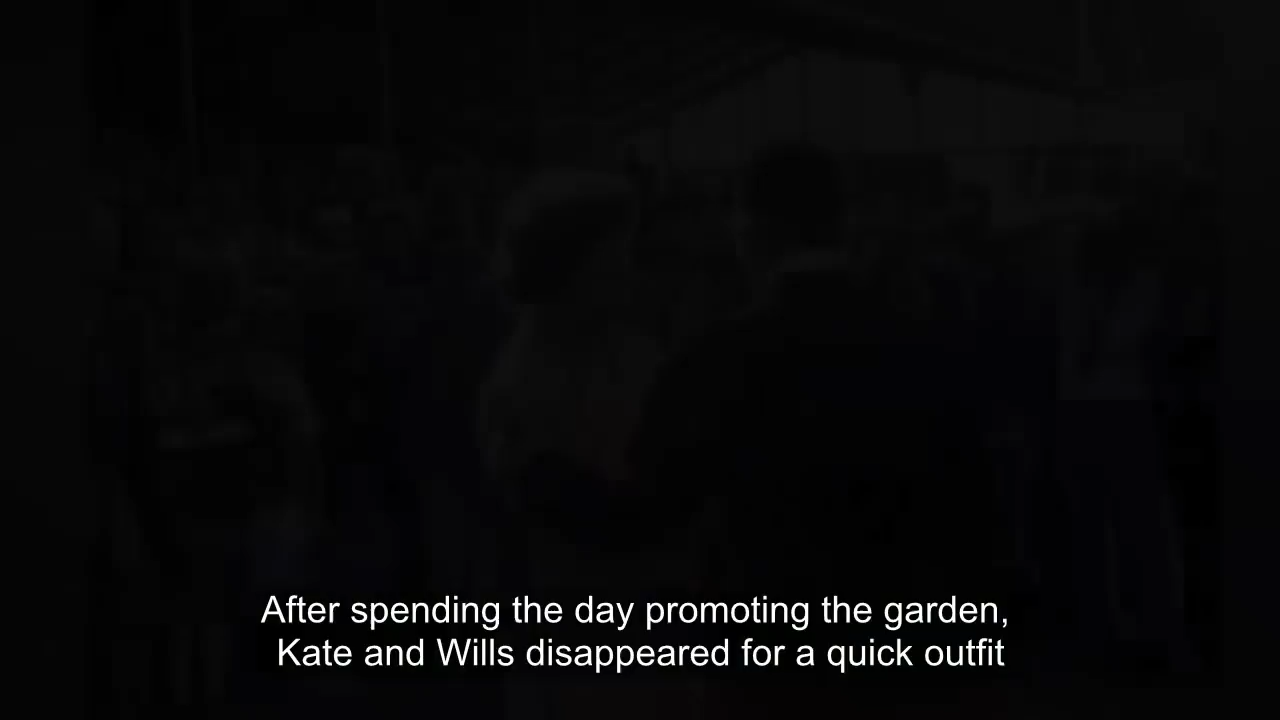 After spending the day promoting the garden,
Kate and Wills disappeared for a quick outfit